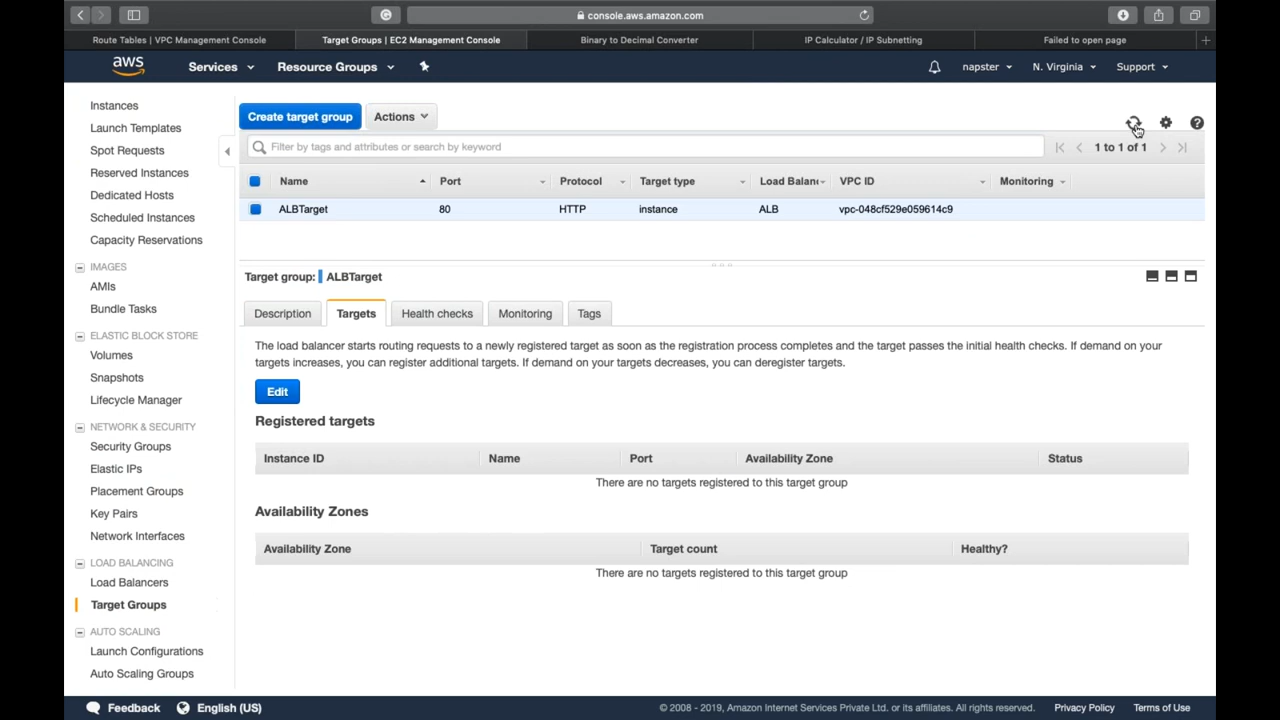 console.aws.amazon.com
Route Tables | VPC Management Console
Target Groups | EC2 Management Console
Binary to Decimal Converter
IP Calculator / IP Subnetting
Failed to open page
aws
Services
Resource Groups
napster
N. Virginia
Support
Instances
Launch Templates
Spot Requests
Reserved Instances
Dedicated Hosts
Scheduled Instances
Capacity Reservations
IMAGES
AMIs
Bundle Tasks
ELASTIC BLOCK STORE
Volumes
Snapshots
Lifecycle Manager
NETWORK & SECURITY
Security Groups
Elastic IPs
Placement Groups
Key Pairs
Network Interfaces
LOAD BALANCING
Load Balancers
Target Groups
AUTO SCALING
Launch Configurations
Auto Scaling Groups
Create target group
Actions
Filter by tags and attributes or search by keyword
1 to 1 of 1
Name Port Protocol Target type Load Balanc VPC ID Monitoring
ALBTarget 80 HTTP instance ALB vpc-048cf529e059614c9
Target group: ALBTarget
Description Targets Health checks Monitoring Tags
The load balancer starts routing requests to a newly registered target as soon as the registration process completes and the target passes the initial health checks. If demand on your
targets increases, you can register additional targets. If demand on your targets decreases, you can deregister targets.
Edit
Registered targets
Instance ID Name Port Availability Zone Status
There are no targets registered to this target group
Availability Zones
Availability Zone Target count Healthy?
There are no targets registered to this target group
Feedback
English (US)
© 2008 - 2019, Amazon Internet Services Private Ltd. or its affiliates. All rights reserved.
Privacy Policy
Terms of Use